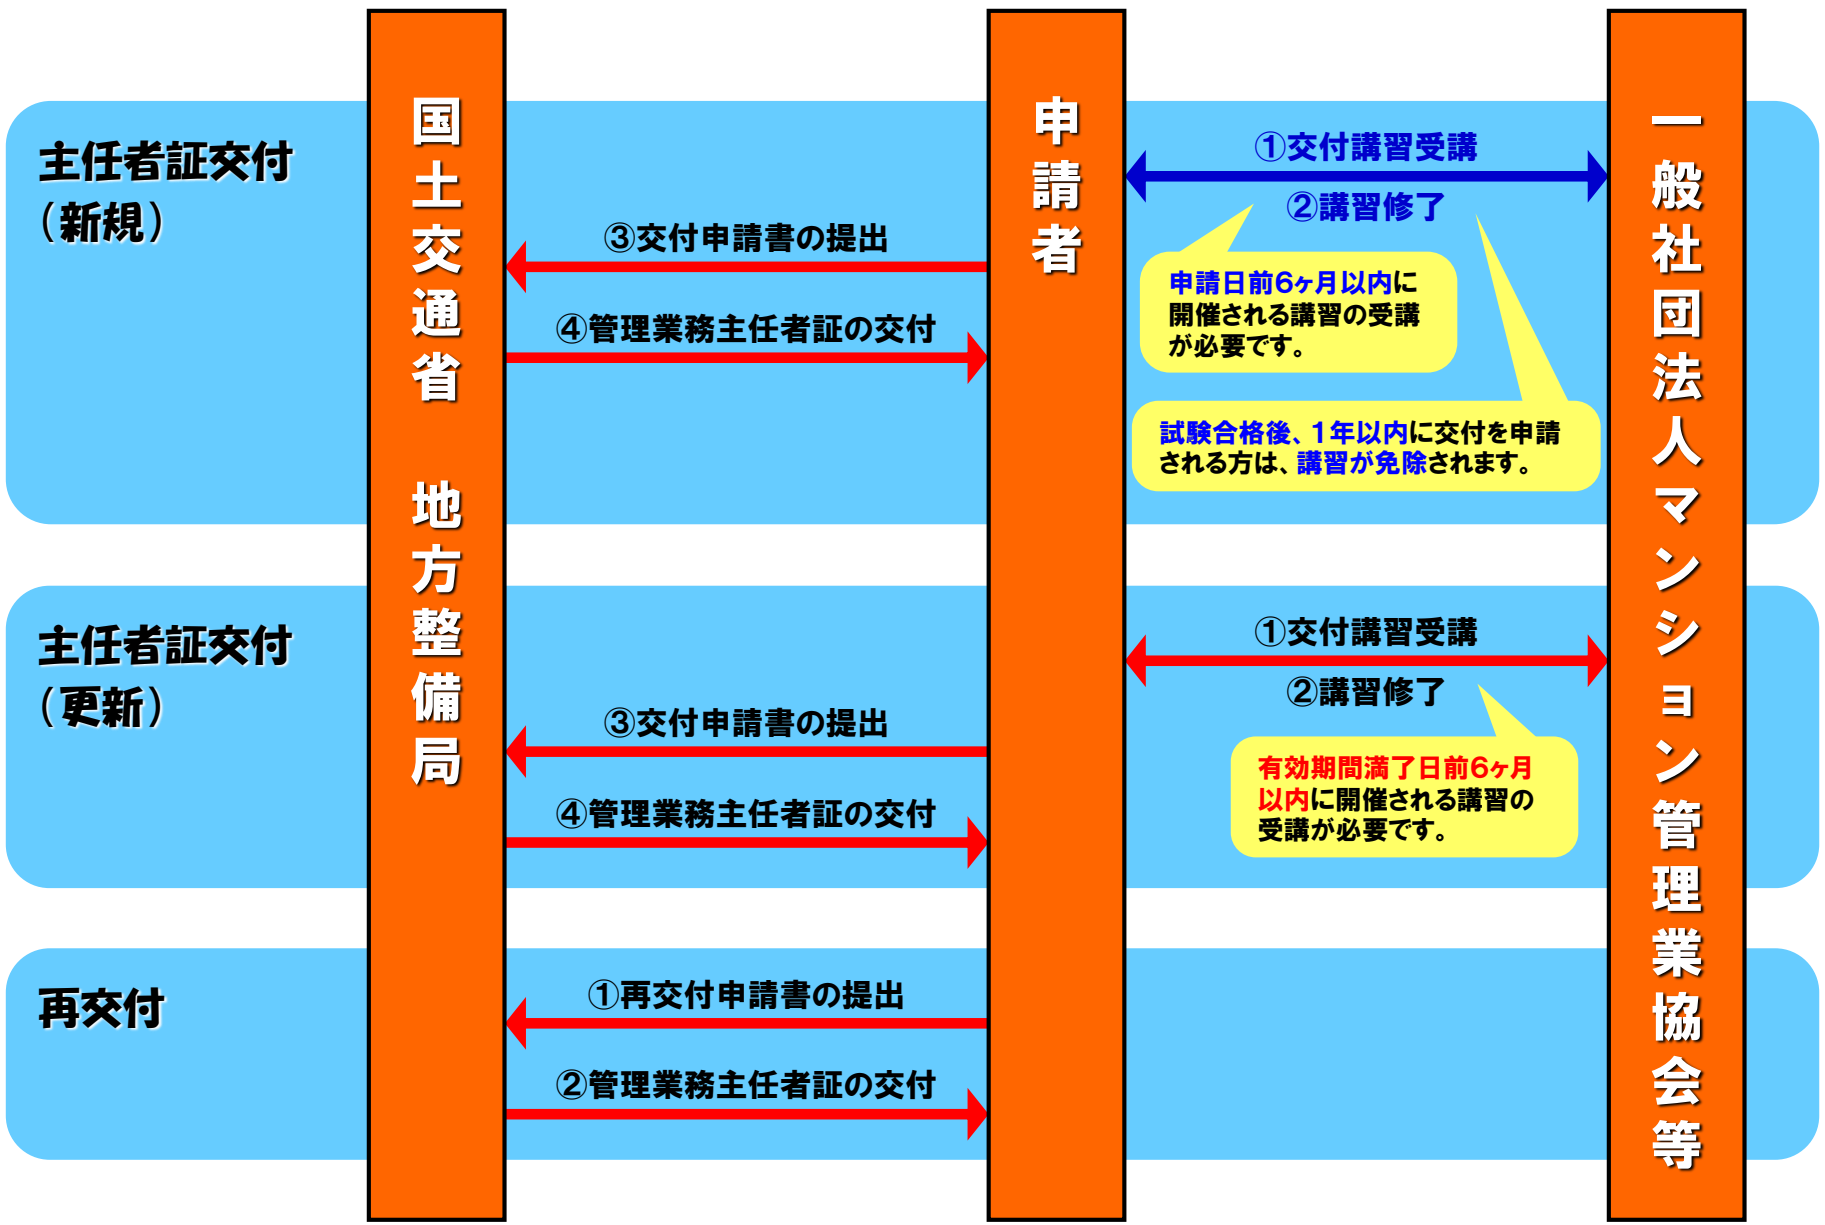 国土交通省　地方整備局
申請者
一般社団法人マンション管理業協会等
主任者証交付
（新規）
①交付講習受講
②講習修了
③交付申請書の提出
④管理業務主任者証の交付
申請日前6ヶ月以内に
開催される講習の受講
が必要です。
試験合格後、1年以内に交付を申請
される方は、講習が免除されます。
主任者証交付
（更新）
①交付講習受講
②講習修了
③交付申請書の提出
④管理業務主任者証の交付
有効期間満了日前6ヶ月
以内に開催される講習の
受講が必要です。
再交付
①再交付申請書の提出
②管理業務主任者証の交付